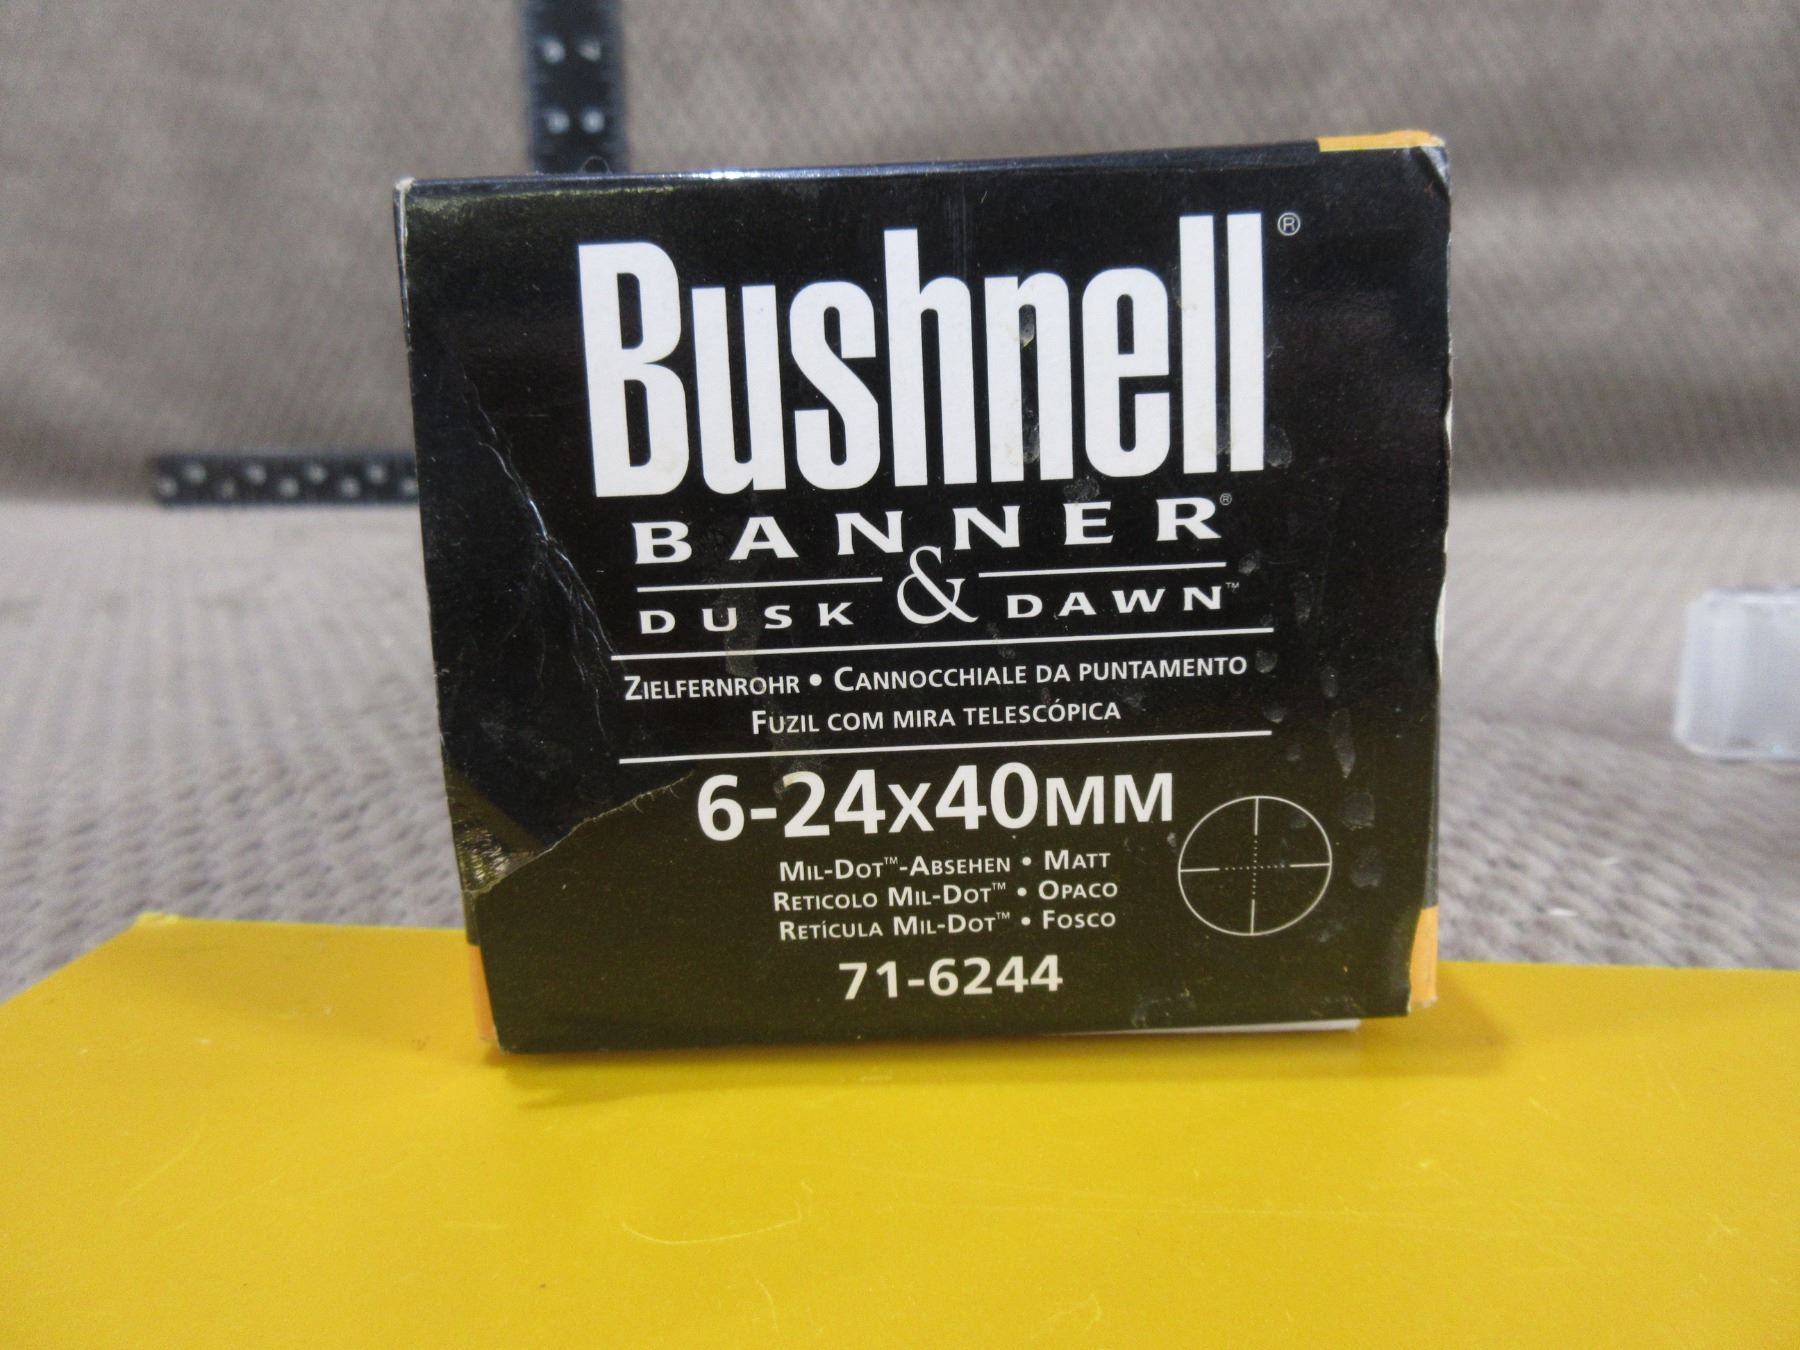 Bushnell®
BANNER®
DUSK & DAWN™
ZIELFERNROHR • CANNOCCHIALE DA PUNTAMENTO
FUZIL COM MIRA TELESCÓPICA
6-24x40MM
MIL-DOT™-ABSEHEN • MATT
RETICOLO MIL-DOT™ • OPACO
RETÍCULA MIL-DOT™ • FOSCO
71-6244